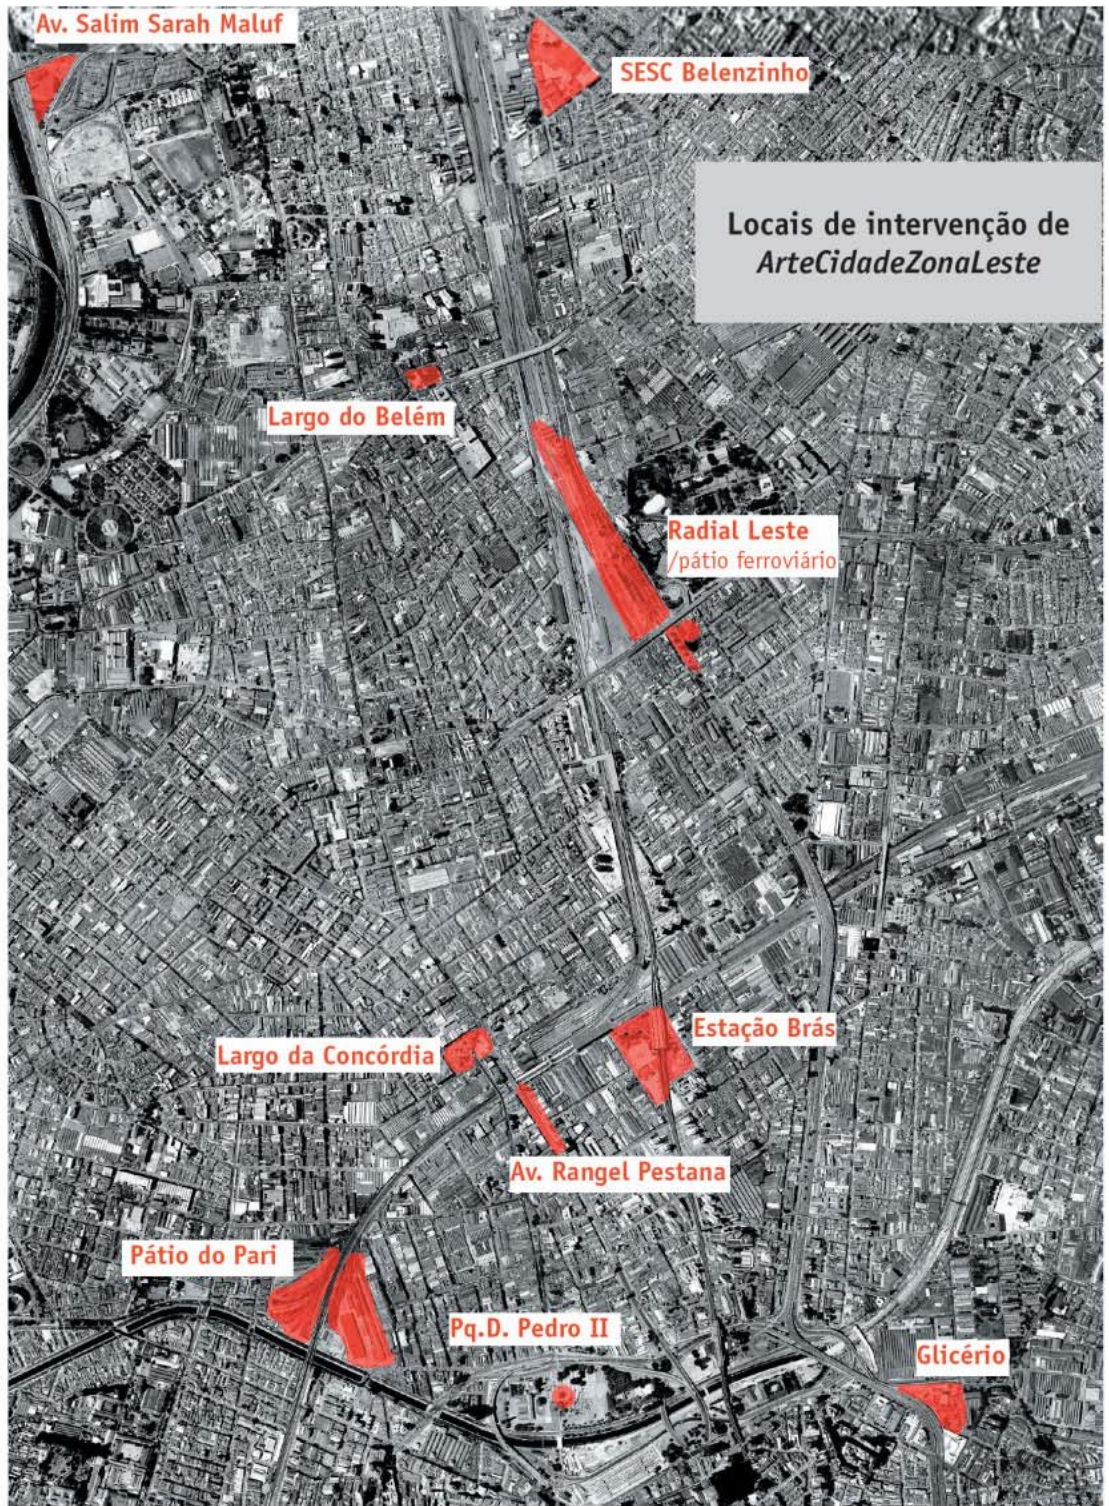 Av. Salim Sarah Maluf
SESC Belenzinho
Locais de intervenção de
ArteCidadeZonaLeste
Largo do Belém
Radial Leste
/pátio ferroviário
Estação Brás
Largo da Concórdia
Av. Rangel Pestana
Pátio do Pari
Pq.D. Pedro II
Glicério